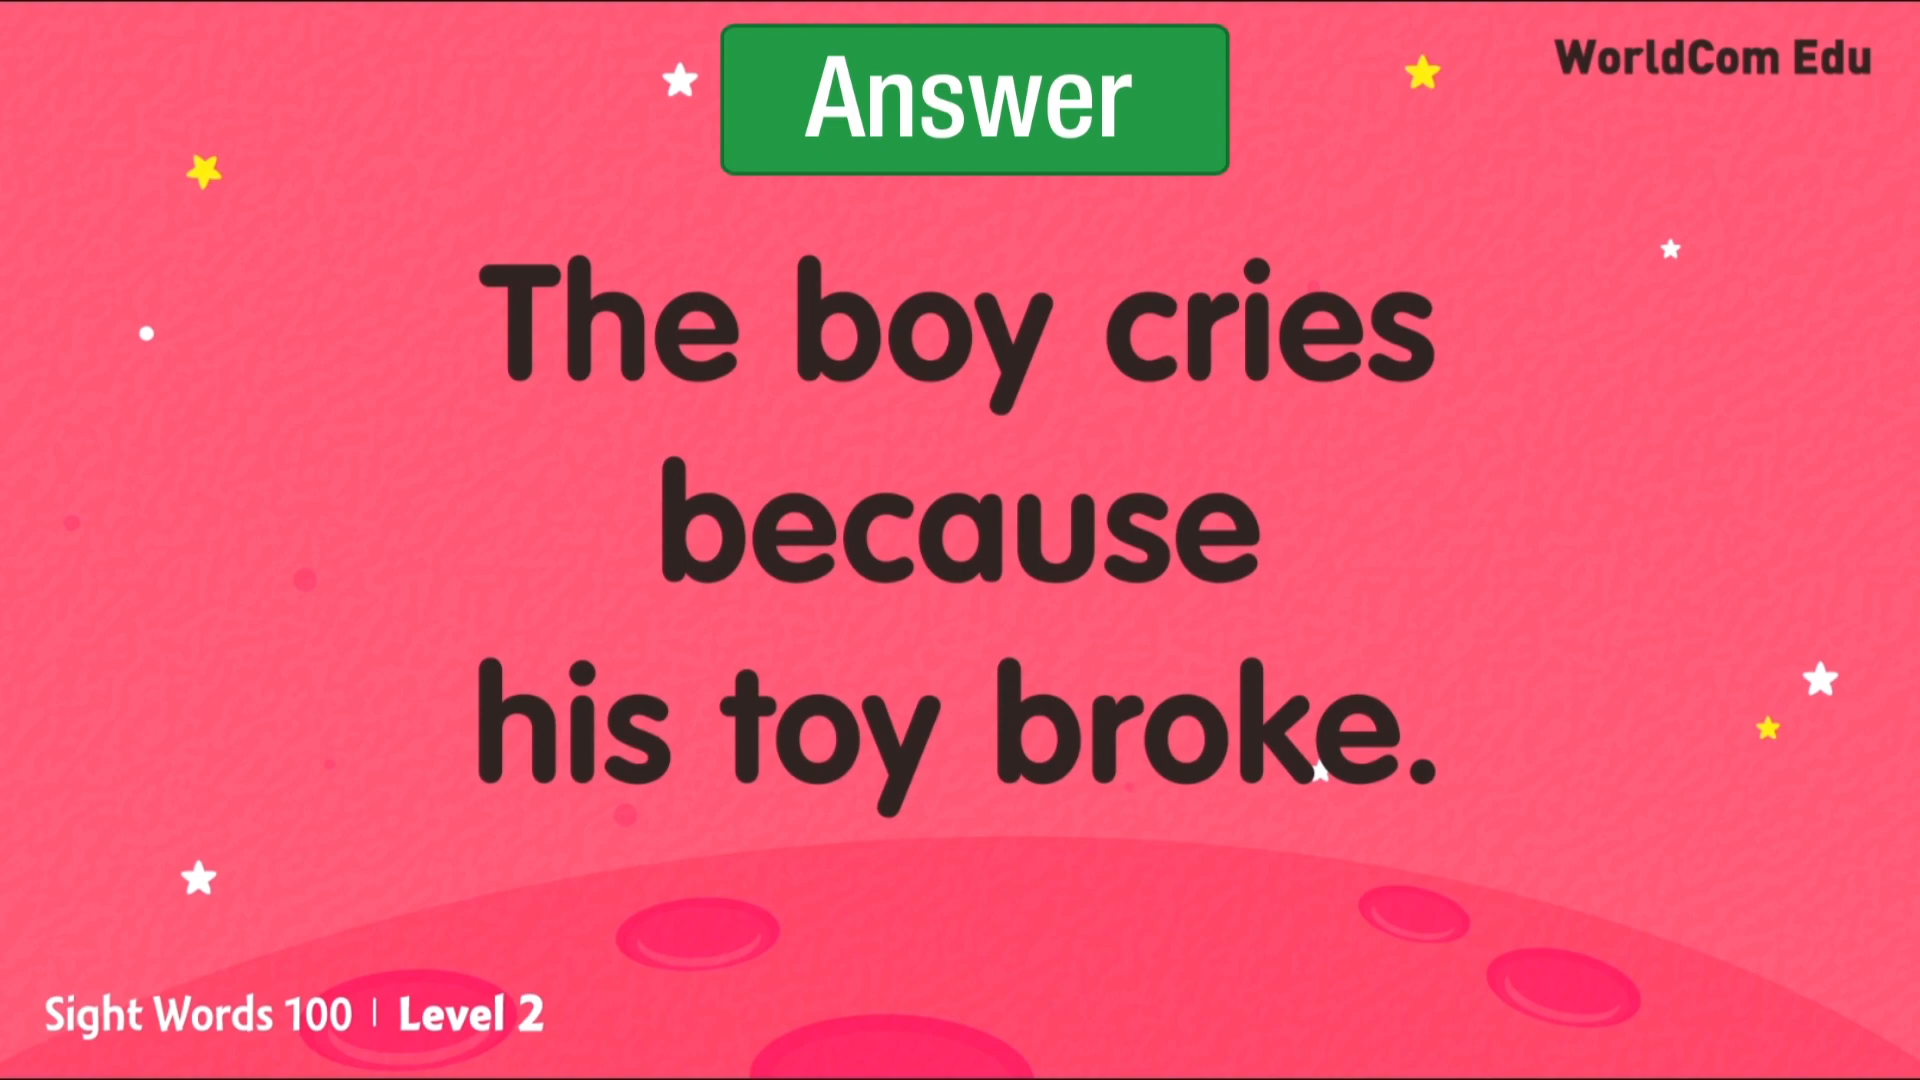 Answer
WorldCom Edu
The boy cries
because
his toy broke.
Sight Words 100 | Level 2